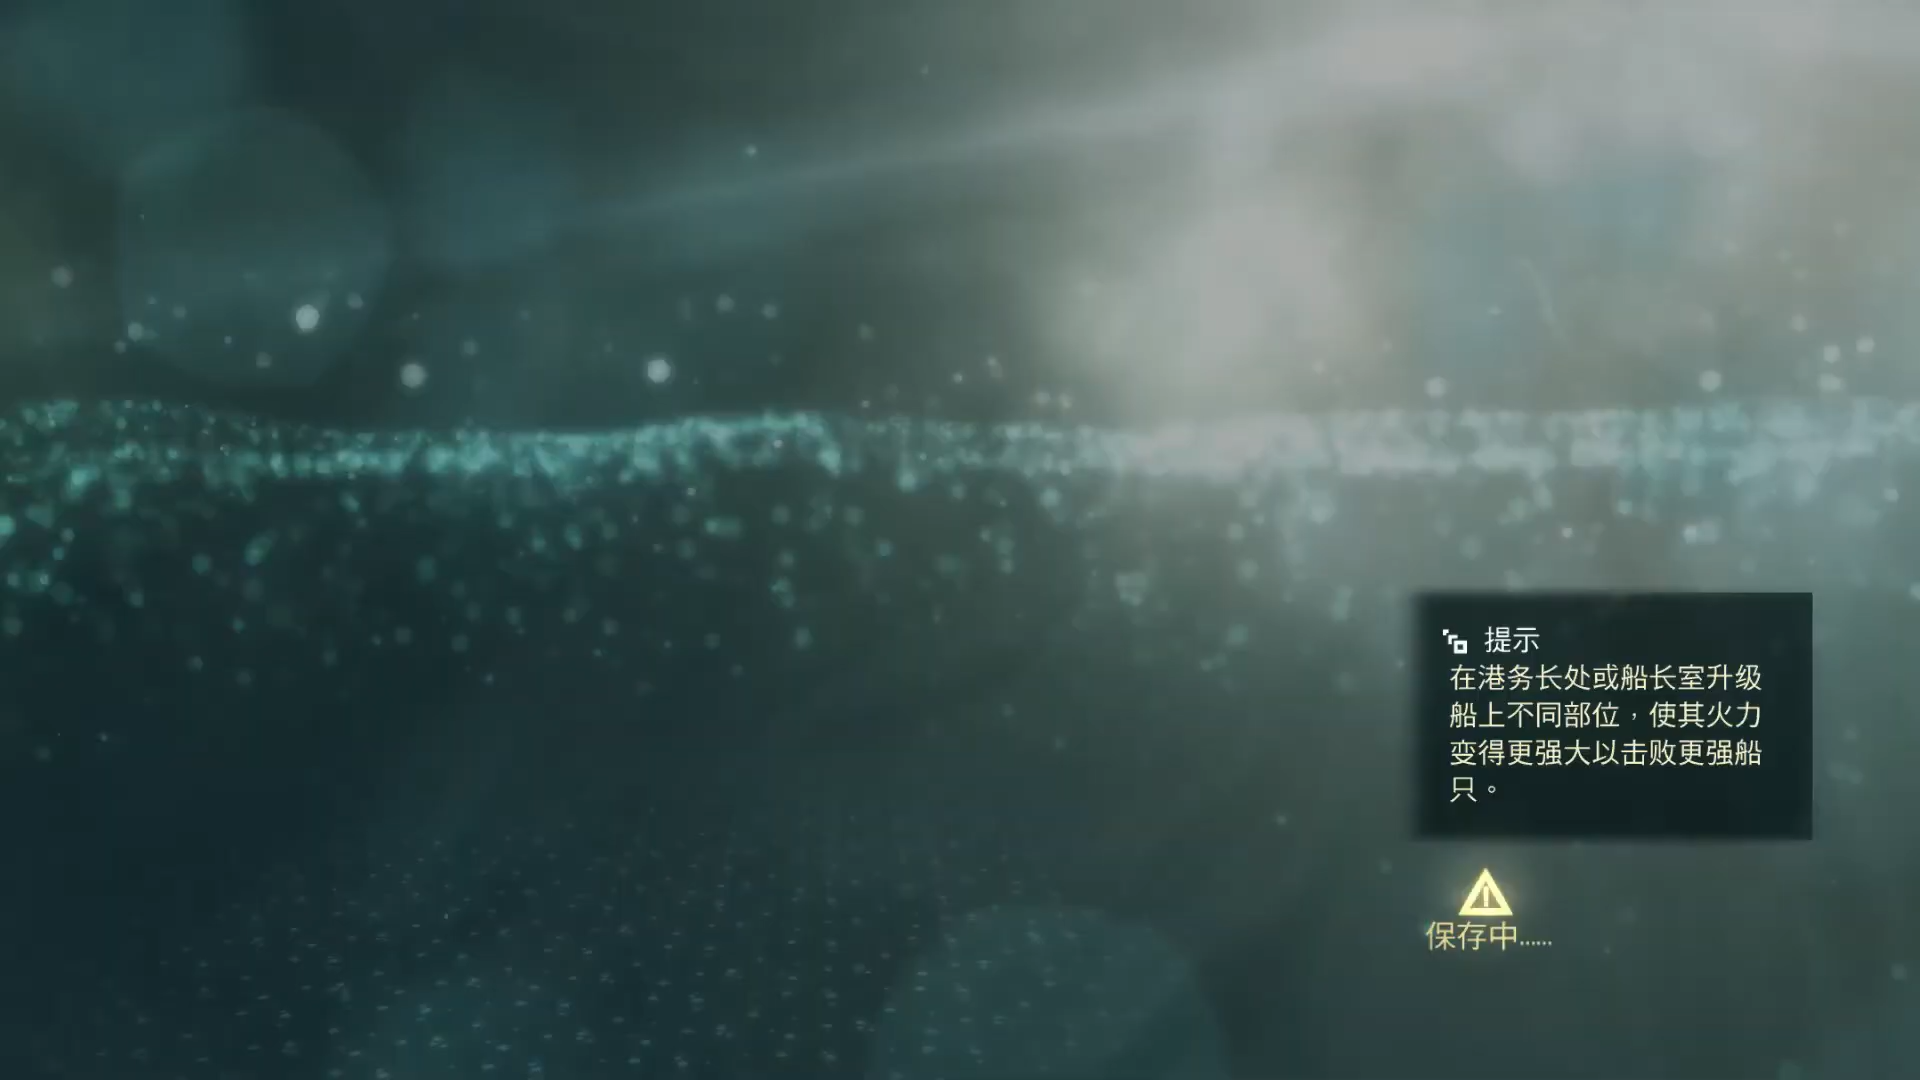 提示
在港务长处或船长室升级
船上不同部位，使其火力
变得更强大以击败更强船
只。
保存中……